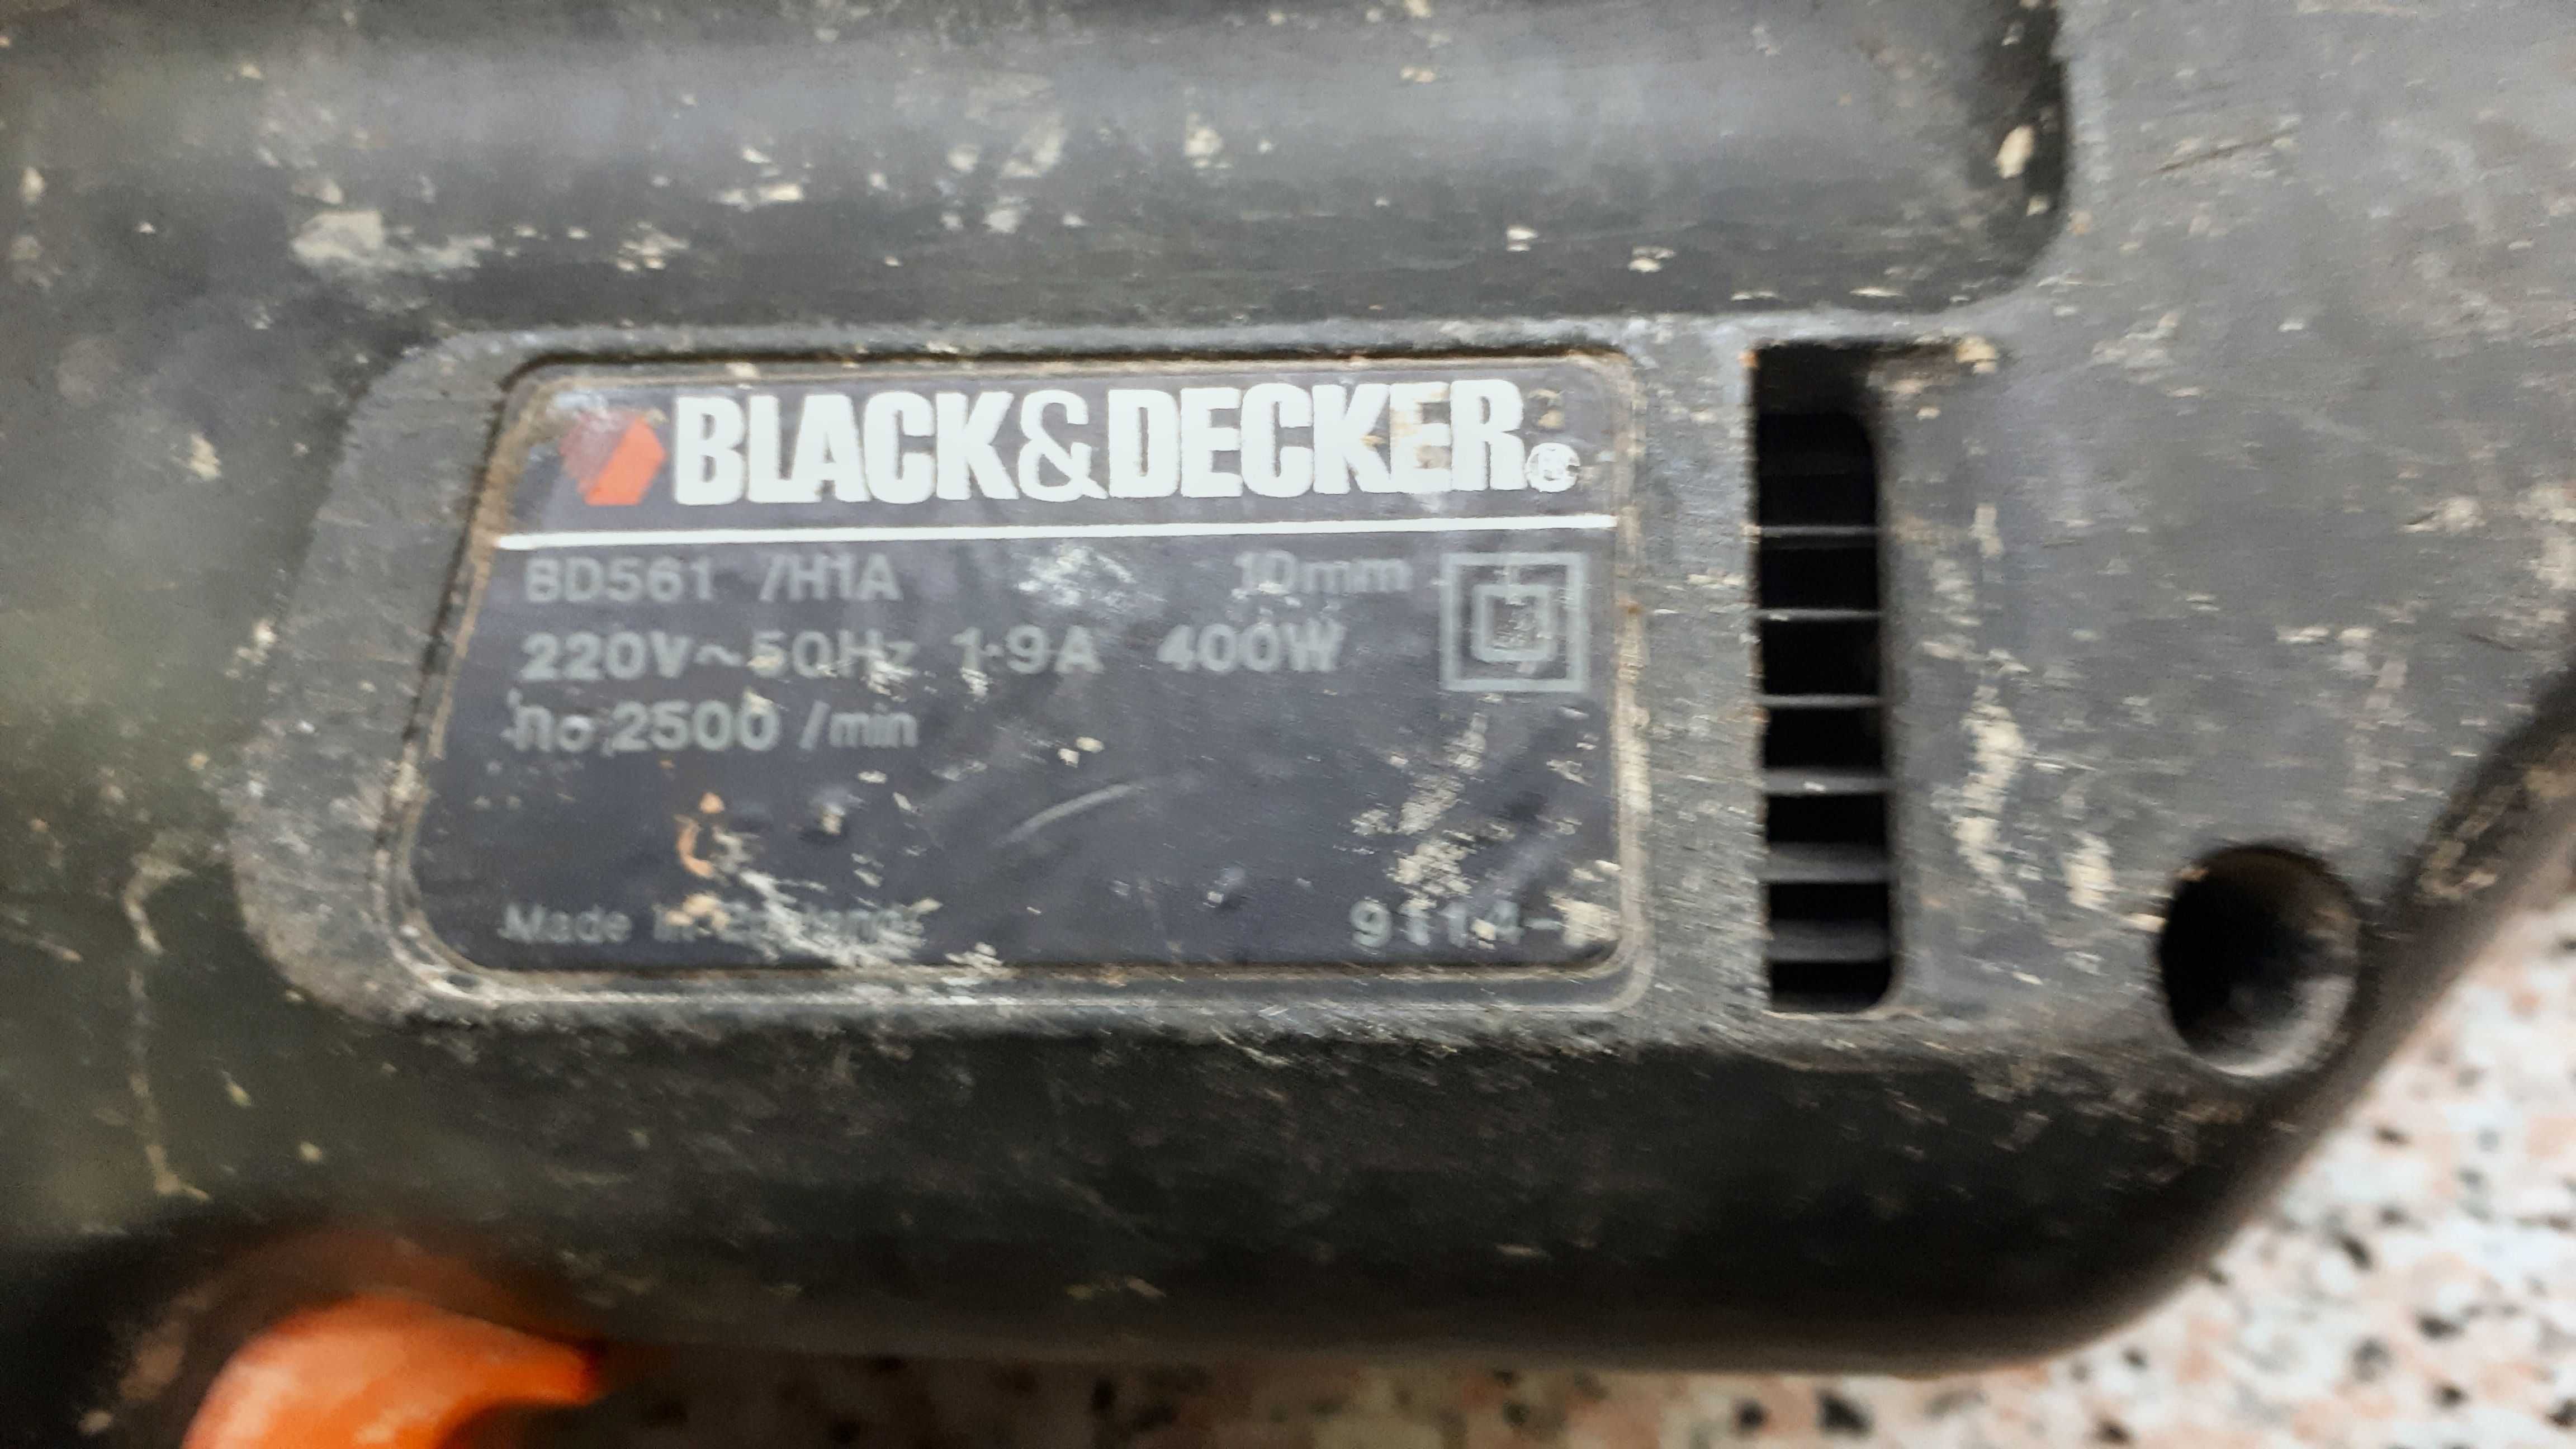 BLACK&DECKER®
BD561 /H1A 10mm
220V~50Hz 1·9A 400W
no 2500 /min
Made in England